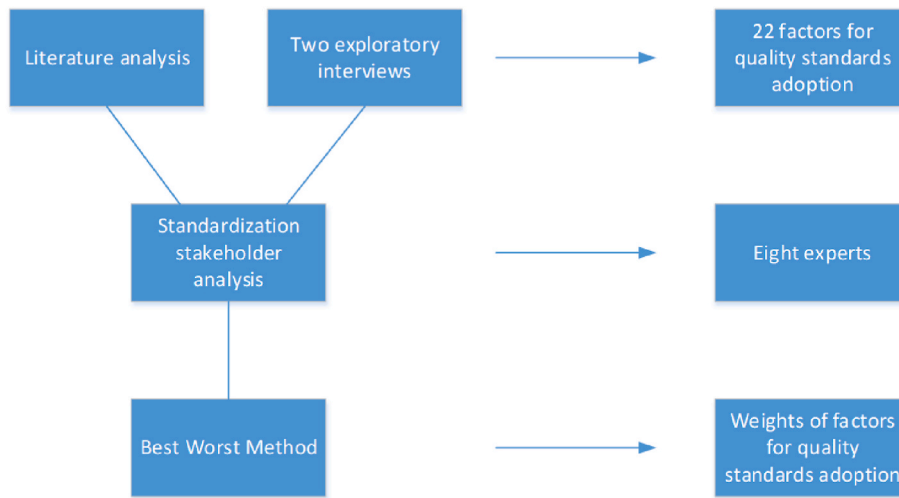 Literature analysis
Two exploratory
interviews
22 factors for
quality standards
adoption
Standardization
stakeholder
analysis
Eight experts
Best Worst Method
Weights of factors
for quality
standards adoption